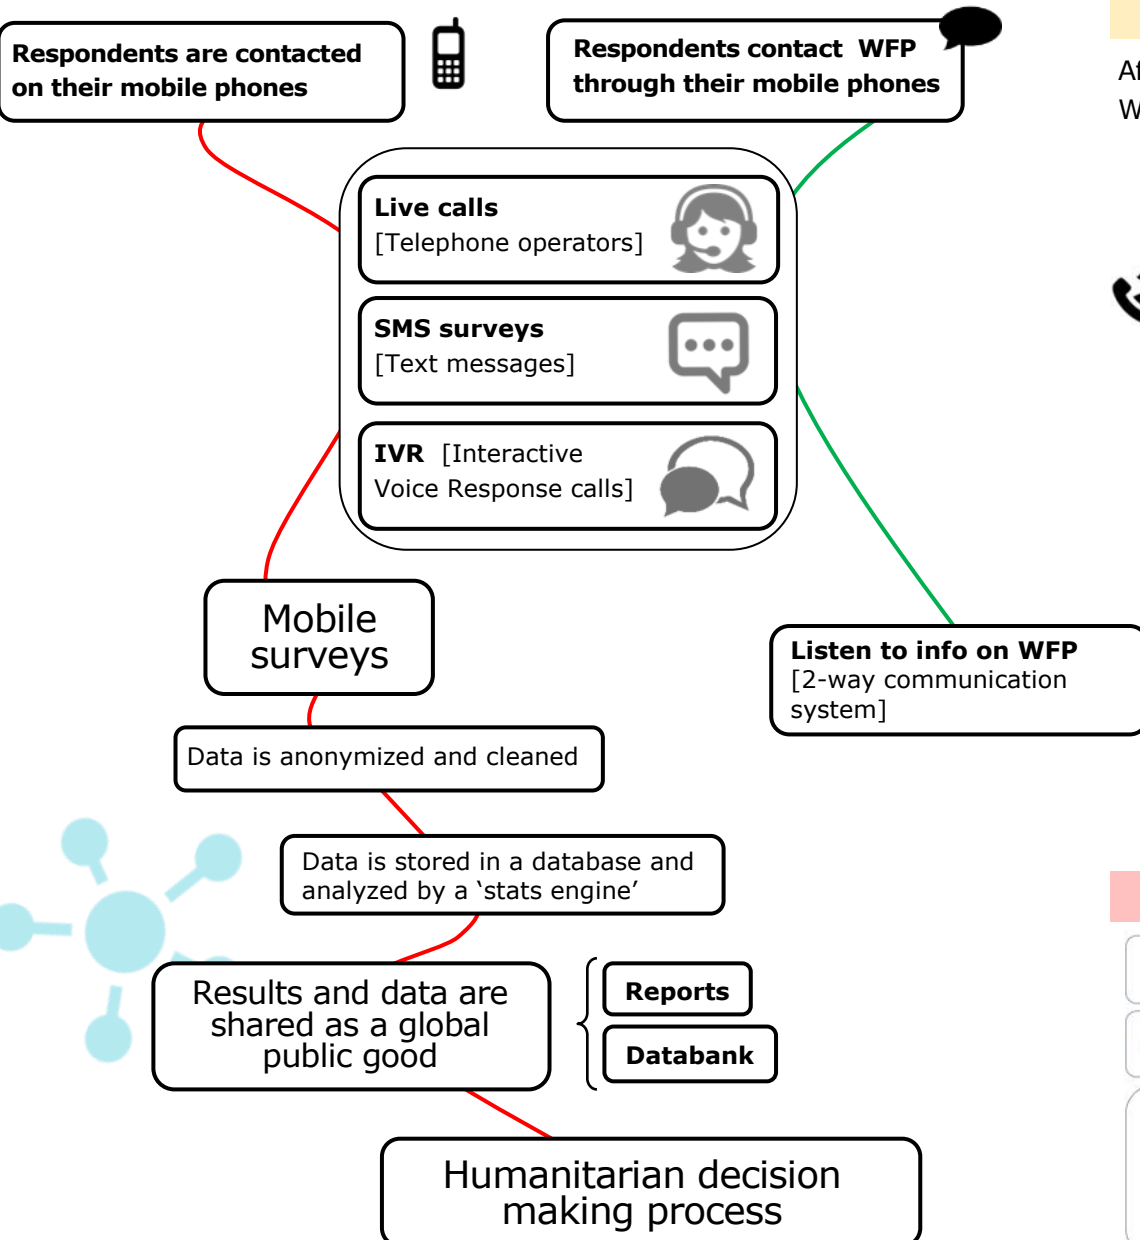 Respondents are contacted
on their mobile phones
Respondents contact  WFP
through their mobile phones
Live calls
[Telephone operators]
SMS surveys
[Text messages]
IVR  [Interactive
Voice Response calls]
Mobile
surveys
Listen to info on WFP
[2-way communication
system]
Data is anonymized and cleaned
Data is stored in a database and
analyzed by a ‘stats engine’
Results and data are
shared as a global
public good
Reports
Databank
Humanitarian decision
making process